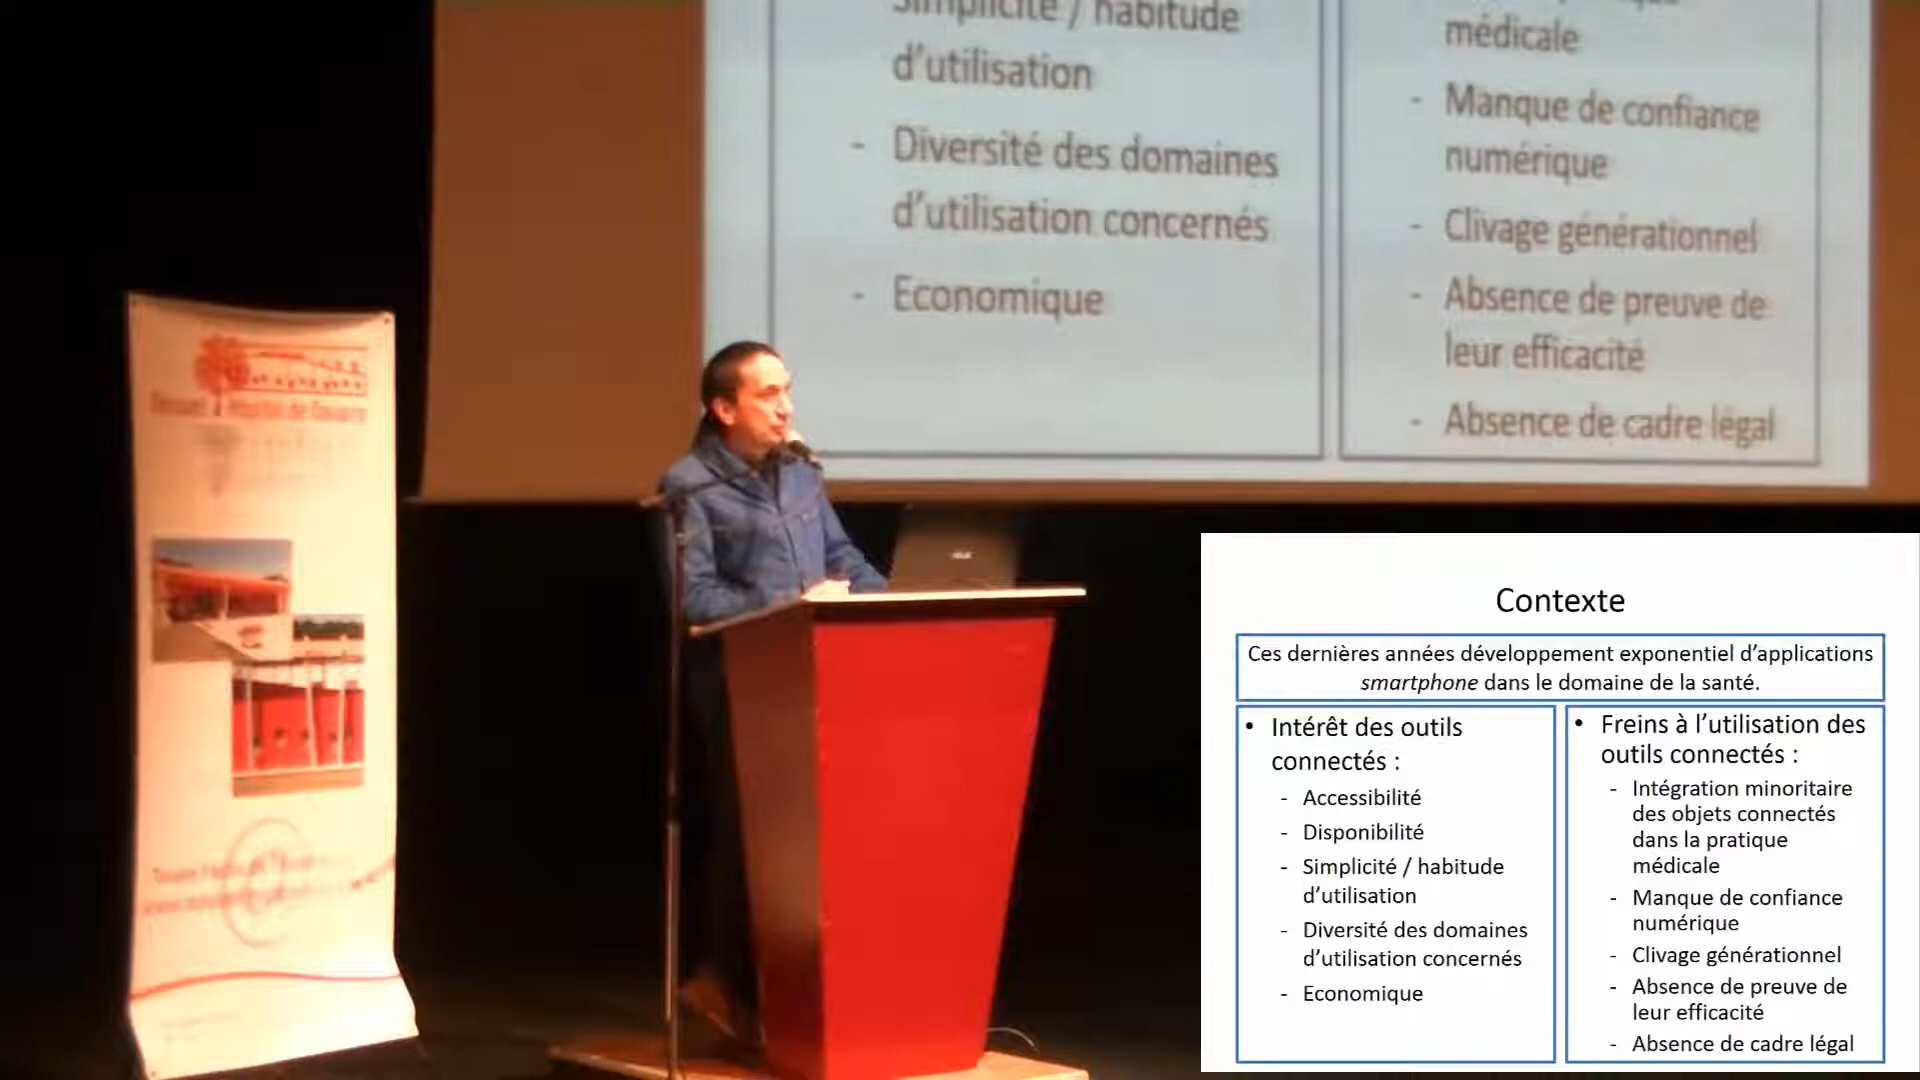 Simplicité / habitude
d'utilisation
- Diversité des domaines
d'utilisation concernés
- Economique
médicale
- Manque de confiance
numérique
- Clivage générationnel
- Absence de preuve de
leur efficacité
- Absence de cadre légal
Contexte
Ces dernières années développement exponentiel d'applications
smartphone dans le domaine de la santé.
• Intérêt des outils
connectés :
- Accessibilité
- Disponibilité
- Simplicité / habitude
d'utilisation
- Diversité des domaines
d'utilisation concernés
- Economique
• Freins à l'utilisation des
outils connectés :
- Intégration minoritaire
des objets connectés
dans la pratique
médicale
- Manque de confiance
numérique
- Clivage générationnel
- Absence de preuve de
leur efficacité
- Absence de cadre légal